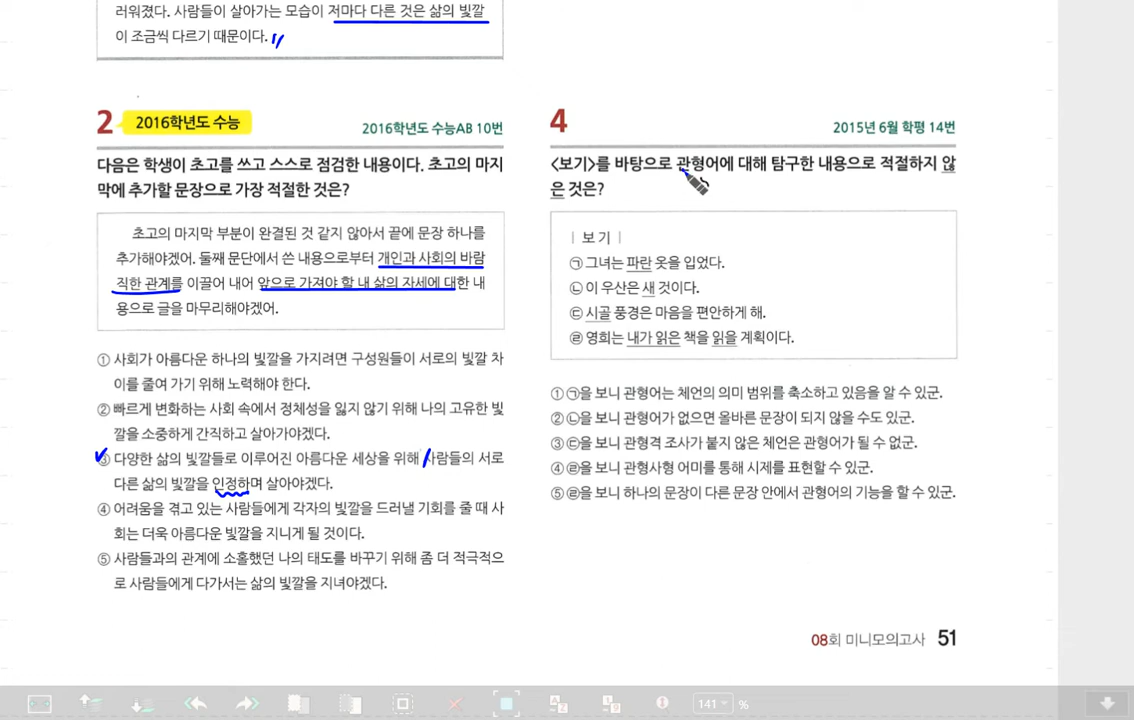 러워졌다. 사람들이 살아가는 모습이 저마다 다른 것은 삶의 빛깔
이 조금씩 다르기 때문이다.
2 2016학년도 수능
2016학년도 수능AB 10번
다음은 학생이 초고를 쓰고 스스로 점검한 내용이다. 초고의 마지
막에 추가할 문장으로 가장 적절한 것은?
초고의 마지막 부분이 완결된 것 같지 않아서 끝에 문장 하나를
추가해야겠어. 둘째 문단에서 쓴 내용으로부터 개인과 사회의 바람
직한 관계를 이끌어 내어 앞으로 가져야 할 내 삶의 자세에 대한 내
용으로 글을 마무리해야겠어.
① 사회가 아름다운 하나의 빛깔을 가지려면 구성원들이 서로의 빛깔 차
이를 줄여 가기 위해 노력해야 한다.
② 빠르게 변화하는 사회 속에서 정체성을 잃지 않기 위해 나의 고유한 빛
깔을 소중하게 간직하고 살아가야겠다.
③ 다양한 삶의 빛깔들로 이루어진 아름다운 세상을 위해 사람들의 서로
다른 삶의 빛깔을 인정하며 살아야겠다.
④ 어려움을 겪고 있는 사람들에게 각자의 빛깔을 드러낼 기회를 줄 때 사
회는 더욱 아름다운 빛깔을 지니게 될 것이다.
⑤ 사람들과의 관계에 소홀했던 나의 태도를 바꾸기 위해 좀 더 적극적으
로 사람들에게 다가서는 삶의 빛깔을 지녀야겠다.
4
2015년 6월 학평 14번
<보기>를 바탕으로 관형어에 대해 탐구한 내용으로 적절하지 않
은 것은?
| 보 기 |
㉠ 그녀는 파란 옷을 입었다.
㉡ 이 우산은 새 것이다.
㉢ 시골 풍경은 마음을 편안하게 해.
㉣ 영희는 내가 읽은 책을 읽을 계획이다.
① ㉠을 보니 관형어는 체언의 의미 범위를 축소하고 있음을 알 수 있군.
② ㉡을 보니 관형어가 없으면 올바른 문장이 되지 않을 수도 있군.
③ ㉢을 보니 관형격 조사가 붙지 않은 체언은 관형어가 될 수 없군.
④ ㉣을 보니 관형사형 어미를 통해 시제를 표현할 수 있군.
⑤ ㉣을 보니 하나의 문장이 다른 문장 안에서 관형어의 기능을 할 수 있군.
08회 미니모의고사 51
141 %